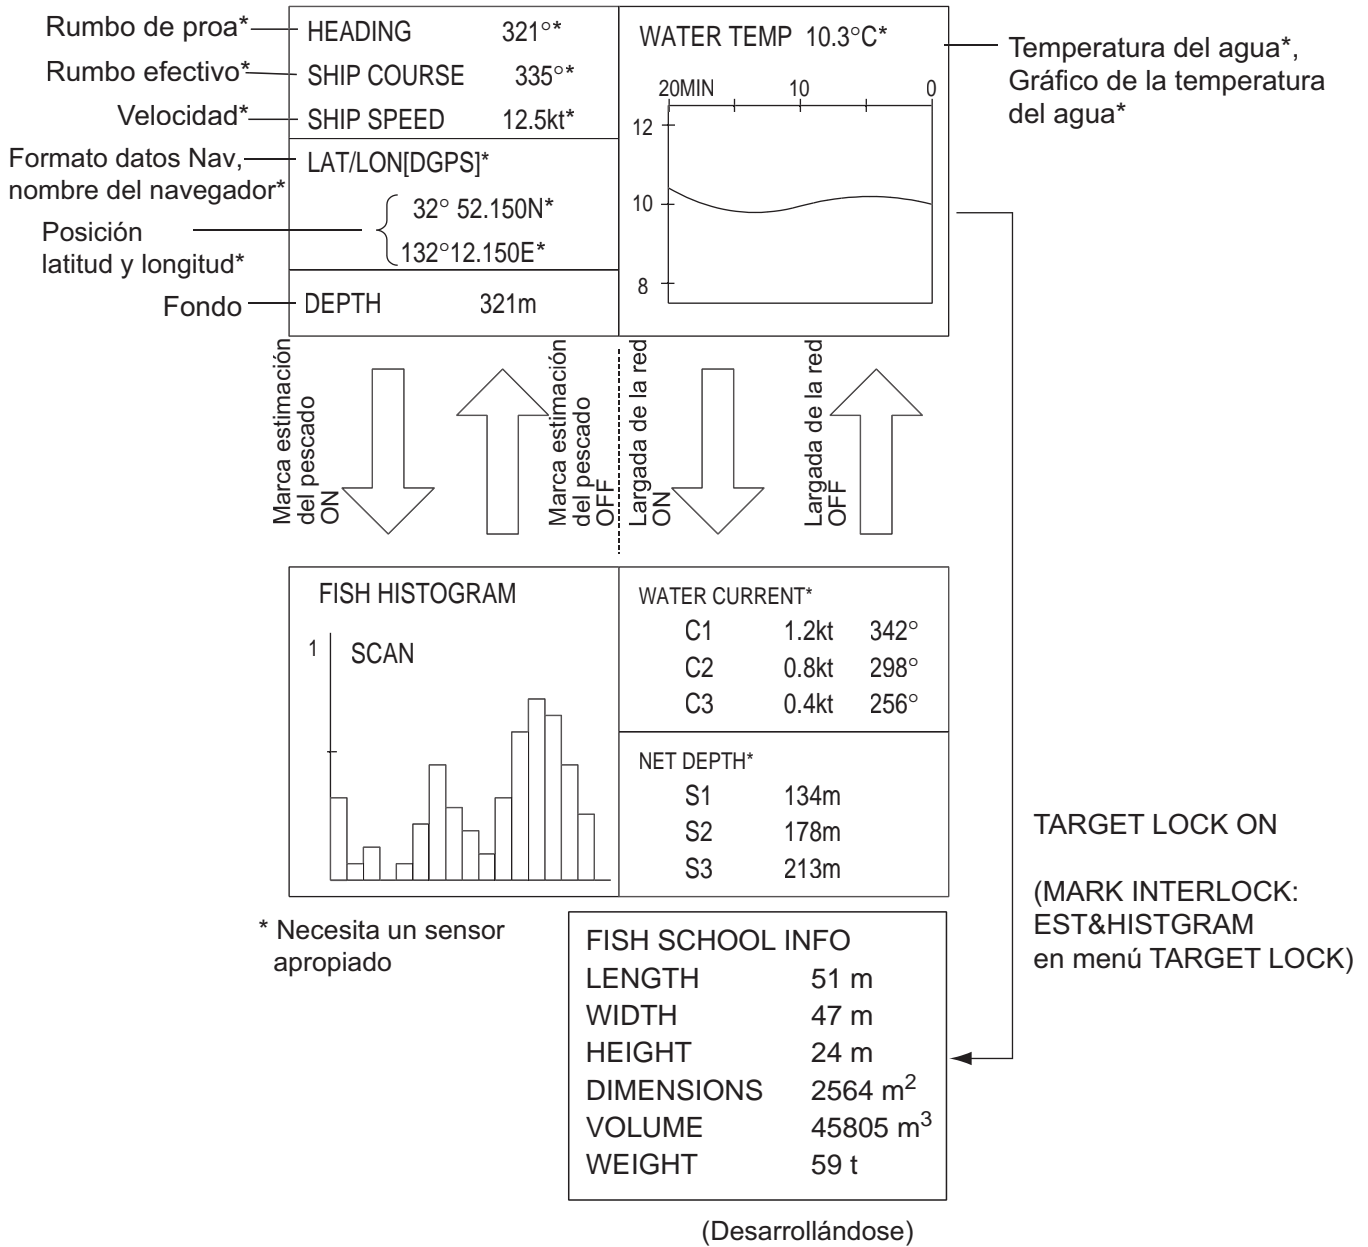 Rumbo de proa*
Rumbo efectivo*
Velocidad*
Formato datos Nav,
nombre del navegador*
Posición
latitud y longitud*
Fondo
HEADING 321°*
SHIP COURSE 335°*
SHIP SPEED 12.5kt*
LAT/LON[DGPS]*
32° 52.150N*
132°12.150E*
DEPTH 321m
WATER TEMP 10.3°C*
20MIN 10 0
12
10
8
Temperatura del agua*,
Gráfico de la temperatura
del agua*
Marca estimación
del pescado
ON
Marca estimación
del pescado
OFF
Largada de la red
ON
Largada de la red
OFF
FISH HISTOGRAM
1 SCAN
WATER CURRENT*
C1 1.2kt 342°
C2 0.8kt 298°
C3 0.4kt 256°
NET DEPTH*
S1 134m
S2 178m
S3 213m
TARGET LOCK ON
(MARK INTERLOCK:
EST&HISTGRAM
en menú TARGET LOCK)
* Necesita un sensor
apropiado
FISH SCHOOL INFO
LENGTH 51 m
WIDTH 47 m
HEIGHT 24 m
DIMENSIONS 2564 m²
VOLUME 45805 m³
WEIGHT 59 t
(Desarrollándose)